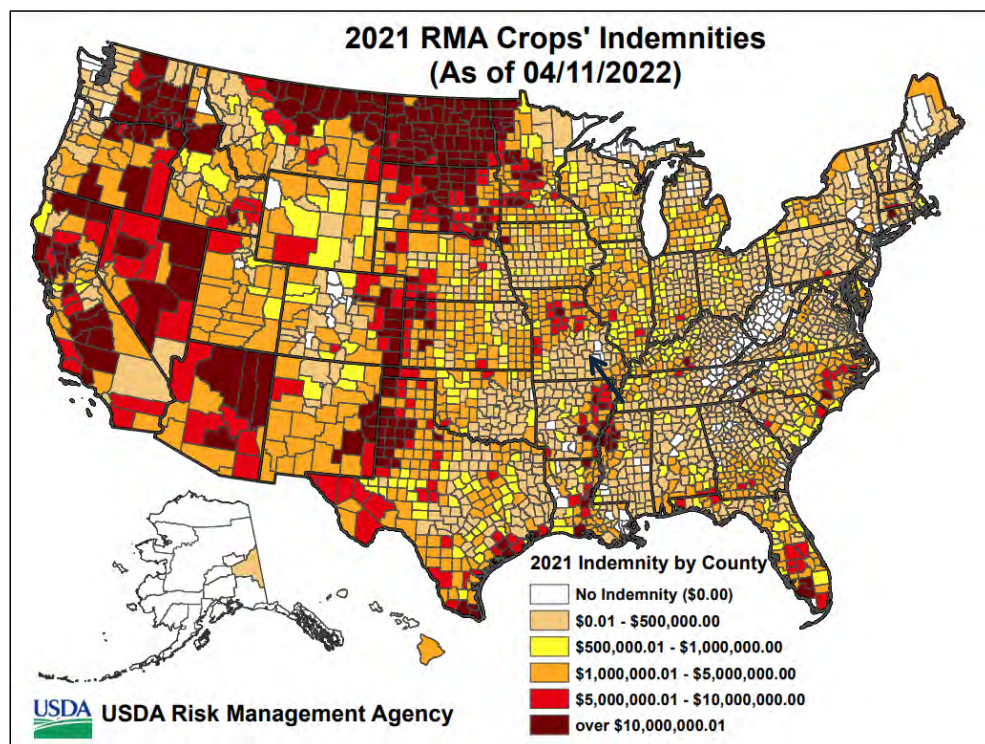 2021 RMA Crops' Indemnities
(As of 04/11/2022)
2021 Indemnity by County
No Indemnity ($0.00)
$0.01 - $500,000.00
$500,000.01 - $1,000,000.00
$1,000,000.01 - $5,000,000.00
$5,000,000.01 - $10,000,000.00
over $10,000,000.01
USDA
USDA Risk Management Agency